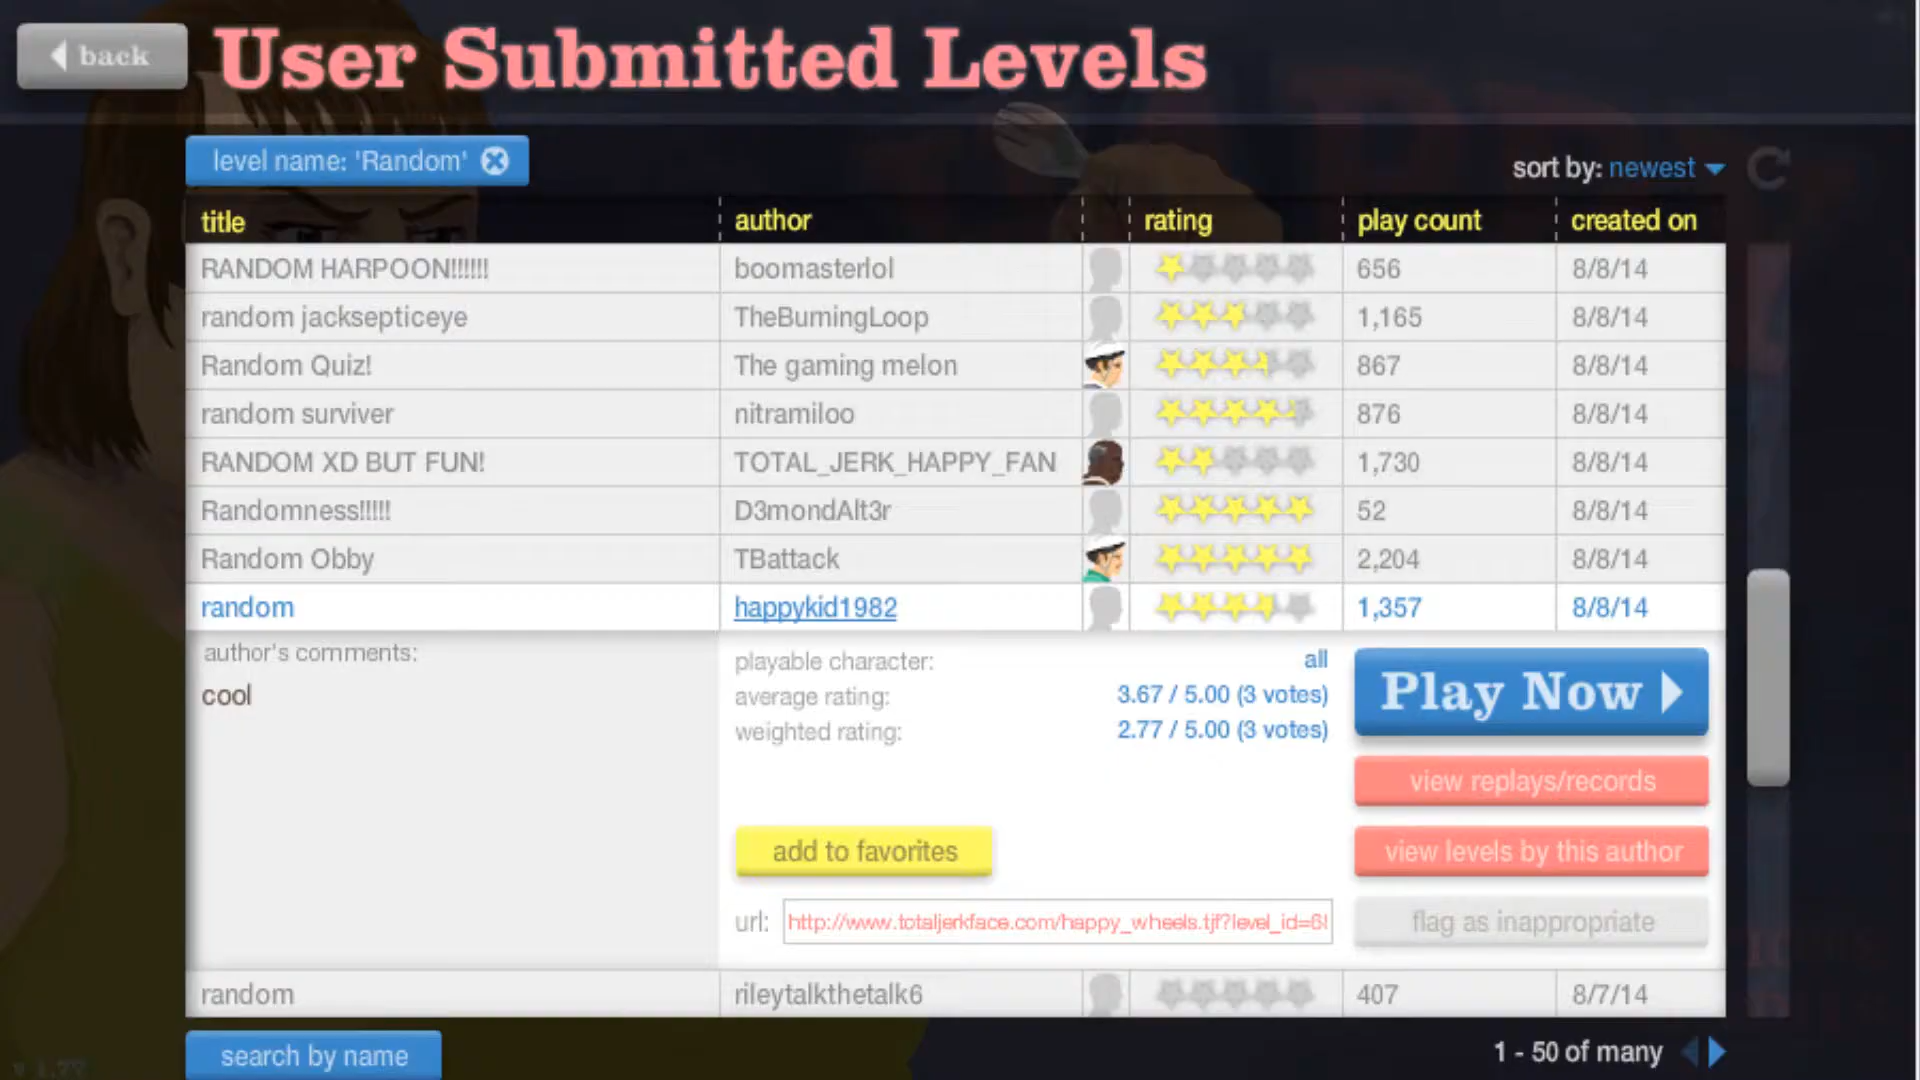 back
User Submitted Levels
level name: 'Random'
sort by: newest
title author rating play count created on
RANDOM HARPOON!!!!!! boomasterlol 656 8/8/14
random jacksepticeye TheBurningLoop 1,165 8/8/14
Random Quiz! The gaming melon 867 8/8/14
random surviver nitramiloo 876 8/8/14
RANDOM XD BUT FUN! TOTAL_JERK_HAPPY_FAN 1,730 8/8/14
Randomness!!!!! D3mondAlt3r 52 8/8/14
Random Obby TBattack 2,204 8/8/14
random happykid1982 1,357 8/8/14
author's comments:
cool
playable character: all
average rating: 3.67 / 5.00 (3 votes)
weighted rating: 2.77 / 5.00 (3 votes)
Play Now
view replays/records
add to favorites
view levels by this author
url: http://www.totaljerkface.com/happy_wheels.tjf?level_id=6
flag as inappropriate
random rileytalkthetalk6 407 8/7/14
search by name
1 - 50 of many